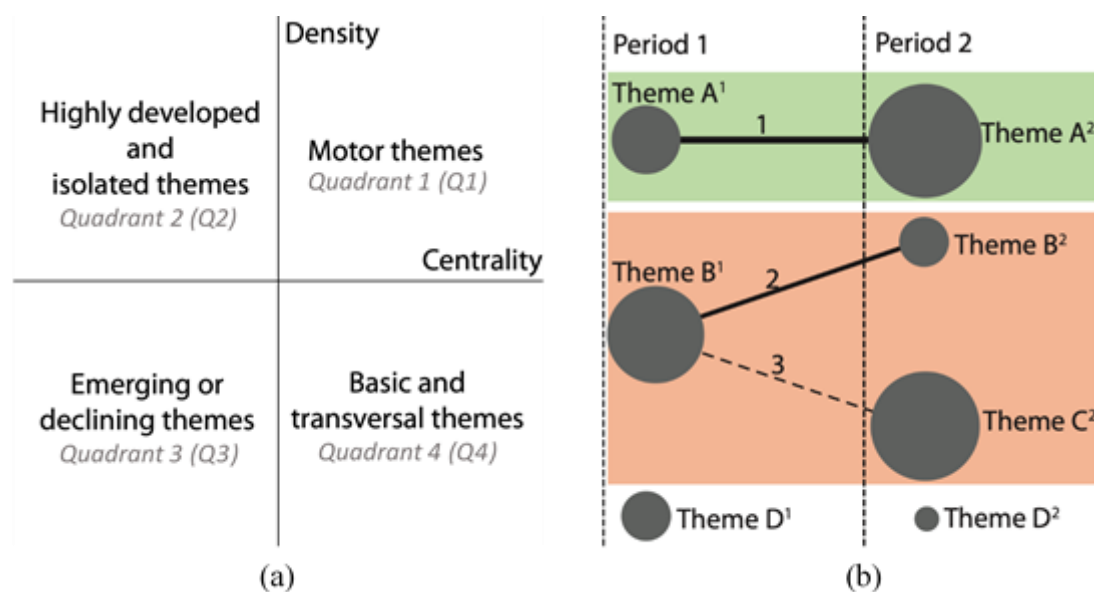 Density
Highly developed
and
isolated themes
Quadrant 2 (Q2)
Motor themes
Quadrant 1 (Q1)
Centrality
Emerging or
declining themes
Quadrant 3 (Q3)
Basic and
transversal themes
Quadrant 4 (Q4)
(a)
Period 1
Period 2
Theme A¹
1
Theme A²
Theme B¹
2
Theme B²
3
Theme C²
Theme D¹
Theme D²
(b)